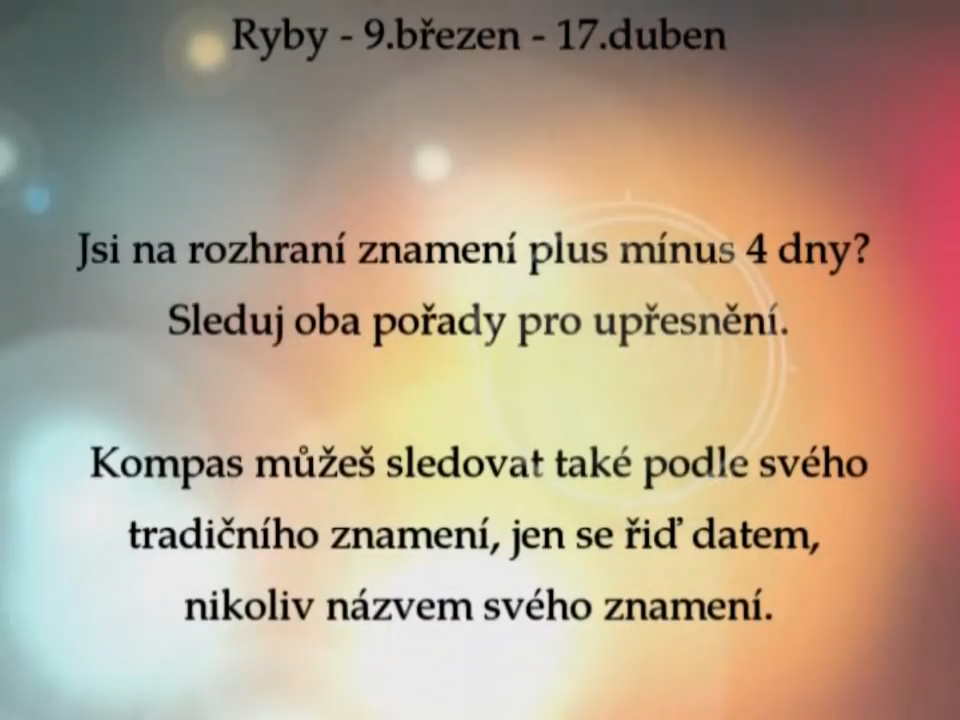 Ryby - 9.březen - 17.duben
Jsi na rozhraní znamení plus mínus 4 dny?
Sleduj oba pořady pro upřesnění.
Kompas můžeš sledovat také podle svého
tradičního znamení, jen se řiď datem,
nikoliv názvem svého znamení.